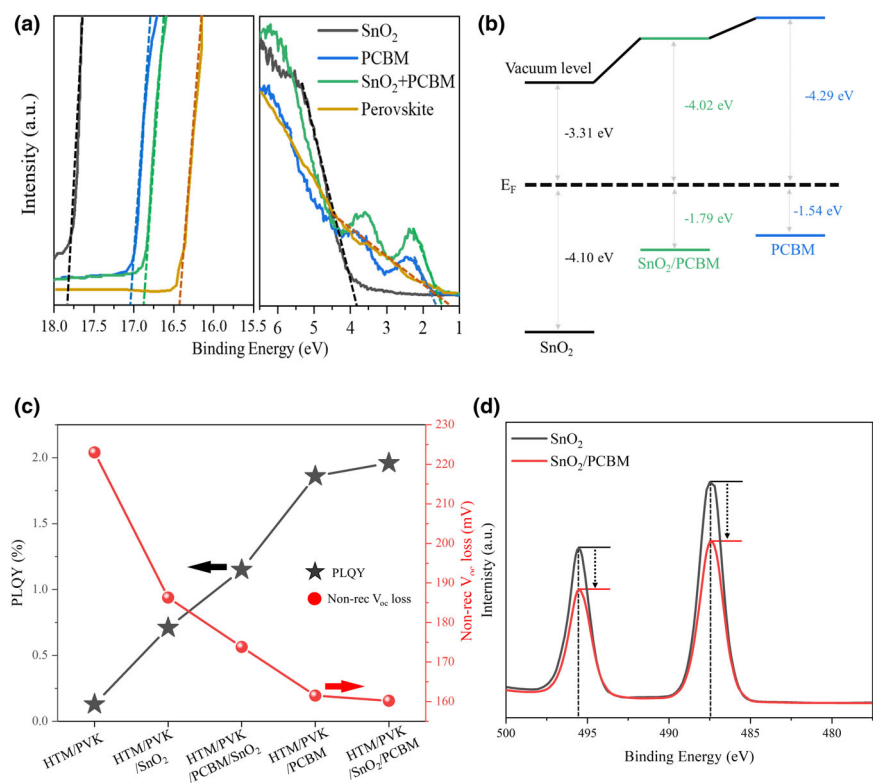 (a)
SnO2
PCBM
SnO2+PCBM
Perovskite
Intensity (a.u.)
18.0 17.5 17.0 16.5 16.0 15.5 6 5 4 3 2 1
Binding Energy (eV)
(b)
Vacuum level
-3.31 eV
-4.02 eV
-4.29 eV
EF
-4.10 eV
-1.79 eV
-1.54 eV
SnO2/PCBM
PCBM
SnO2
(c)
2.0
1.5
1.0
0.5
0.0
PLQY (%)
PLQY
Non-rec Voc loss
230
220
210
200
190
180
170
160
Non-rec Voc loss (mV)
HTM/PVK
HTM/PVK
/SnO2
HTM/PVK
/PCBM/SnO2
HTM/PVK
/PCBM
HTM/PVK
/SnO2/PCBM
(d)
SnO2
SnO2/PCBM
Internisty (a.u.)
500 495 490 485 480
Binding Energy (eV)